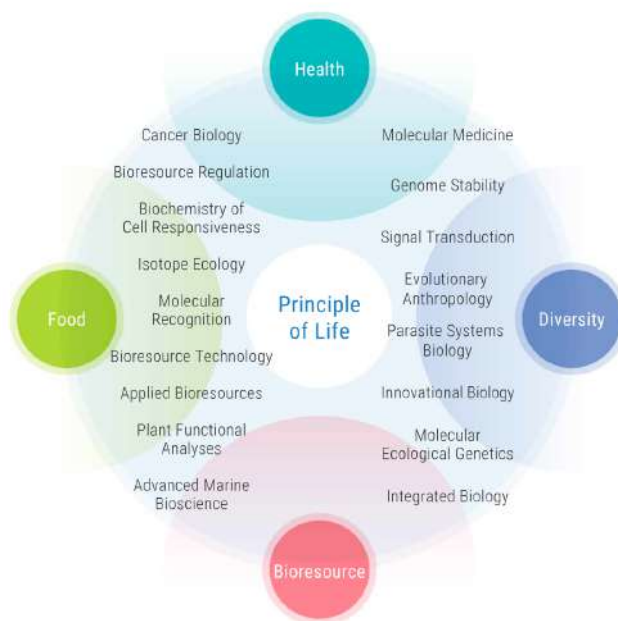 Health
Cancer Biology
Molecular Medicine
Bioresource Regulation
Genome Stability
Biochemistry of
Cell Responsiveness
Signal Transduction
Isotope Ecology
Evolutionary
Anthropology
Molecular
Recognition
Food
Principle
of Life
Diversity
Parasite Systems
Biology
Bioresource Technology
Applied Bioresources
Innovational Biology
Plant Functional
Analyses
Molecular
Ecological Genetics
Advanced Marine
Bioscience
Integrated Biology
Bioresource